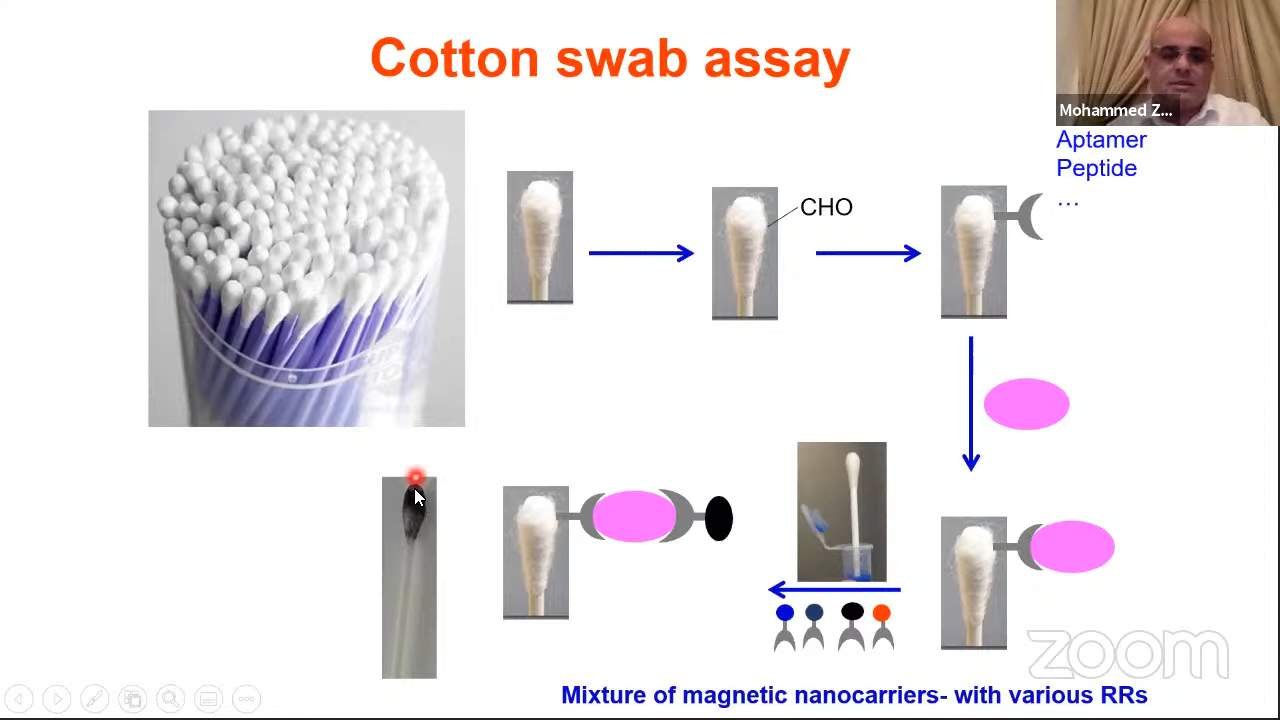 Cotton swab assay
Mohammed Z...
Aptamer
Peptide
...
CHO
zoom
Mixture of magnetic nanocarriers- with various RRs